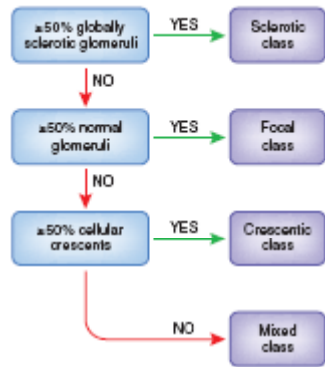 ≥50% globally
sclerotic glomeruli
YES
Sclerotic
class
NO
≥50% normal
glomeruli
YES
Focal
class
NO
≥50% cellular
crescents
YES
Crescentic
class
NO
Mixed
class